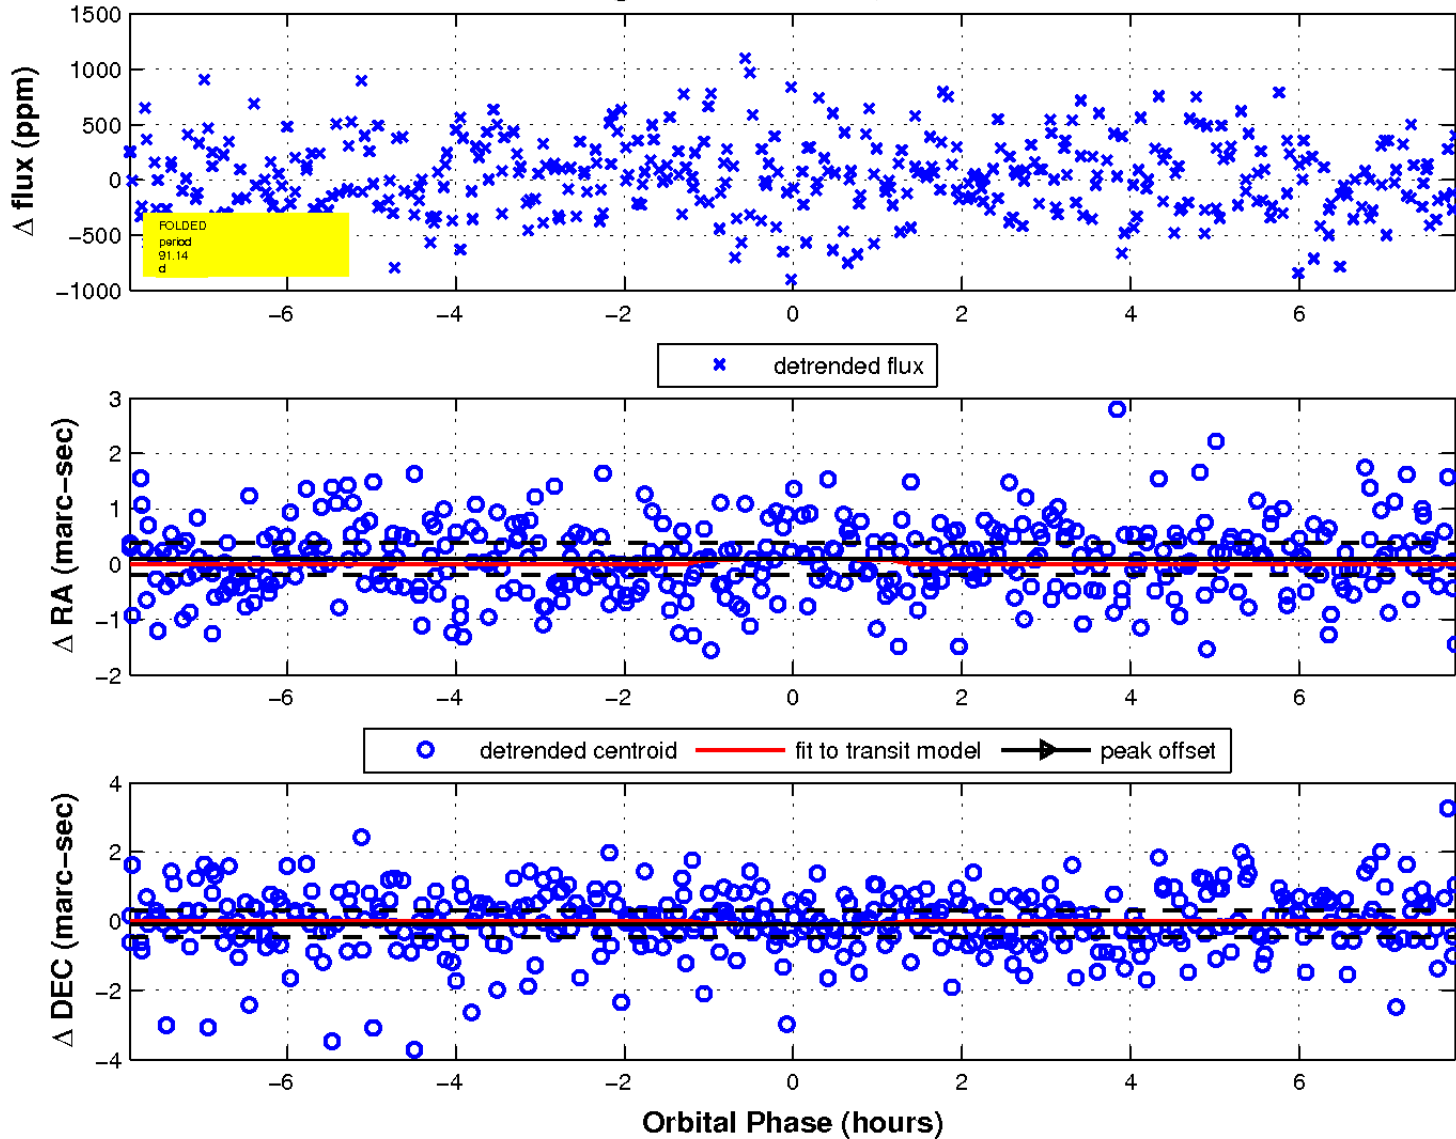 1500
1000
500
0
−500
−1000
Δ flux (ppm)
FOLDED
period
91.14
d
−6 −4 −2 0 2 4 6
detrended flux
3
2
1
0
−1
−2
Δ RA (marc−sec)
−6 −4 −2 0 2 4 6
detrended centroid fit to transit model peak offset
4
2
0
−2
−4
Δ DEC (marc−sec)
−6 −4 −2 0 2 4 6
Orbital Phase (hours)